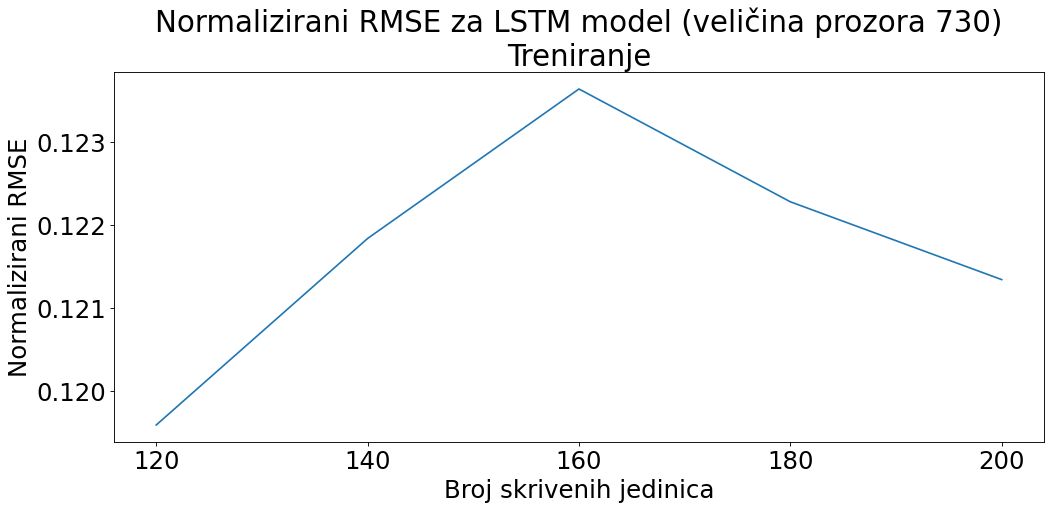 Normalizirani RMSE za LSTM model (veličina prozora 730)
Treniranje
Normalizirani RMSE
0.123
0.122
0.121
0.120
120 140 160 180 200
Broj skrivenih jedinica